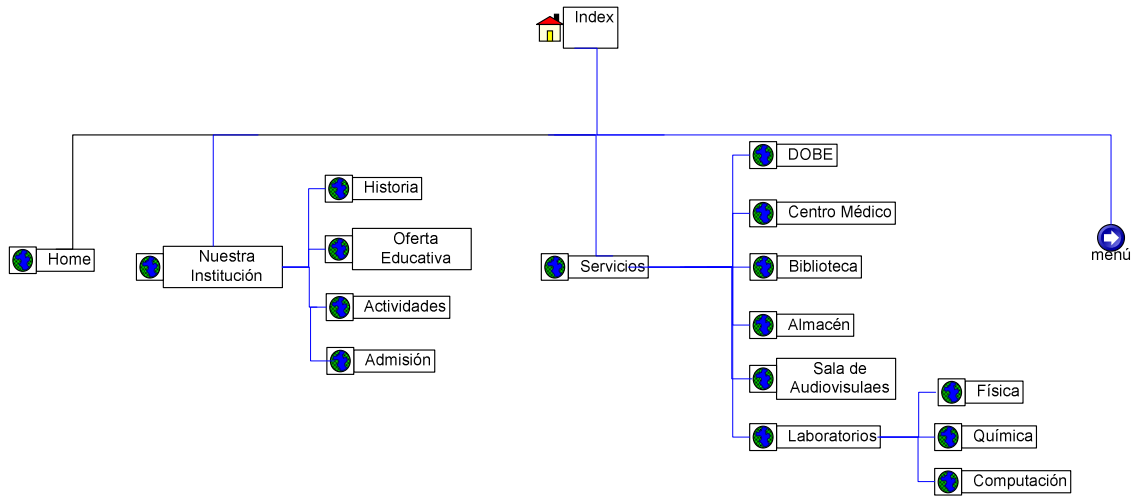 Index
Home
Nuestra
Institución
Historia
Oferta
Educativa
Actividades
Admisión
Servicios
DOBE
Centro Médico
Biblioteca
Almacén
Sala de
Audiovisulaes
Laboratorios
Física
Química
Computación
menú